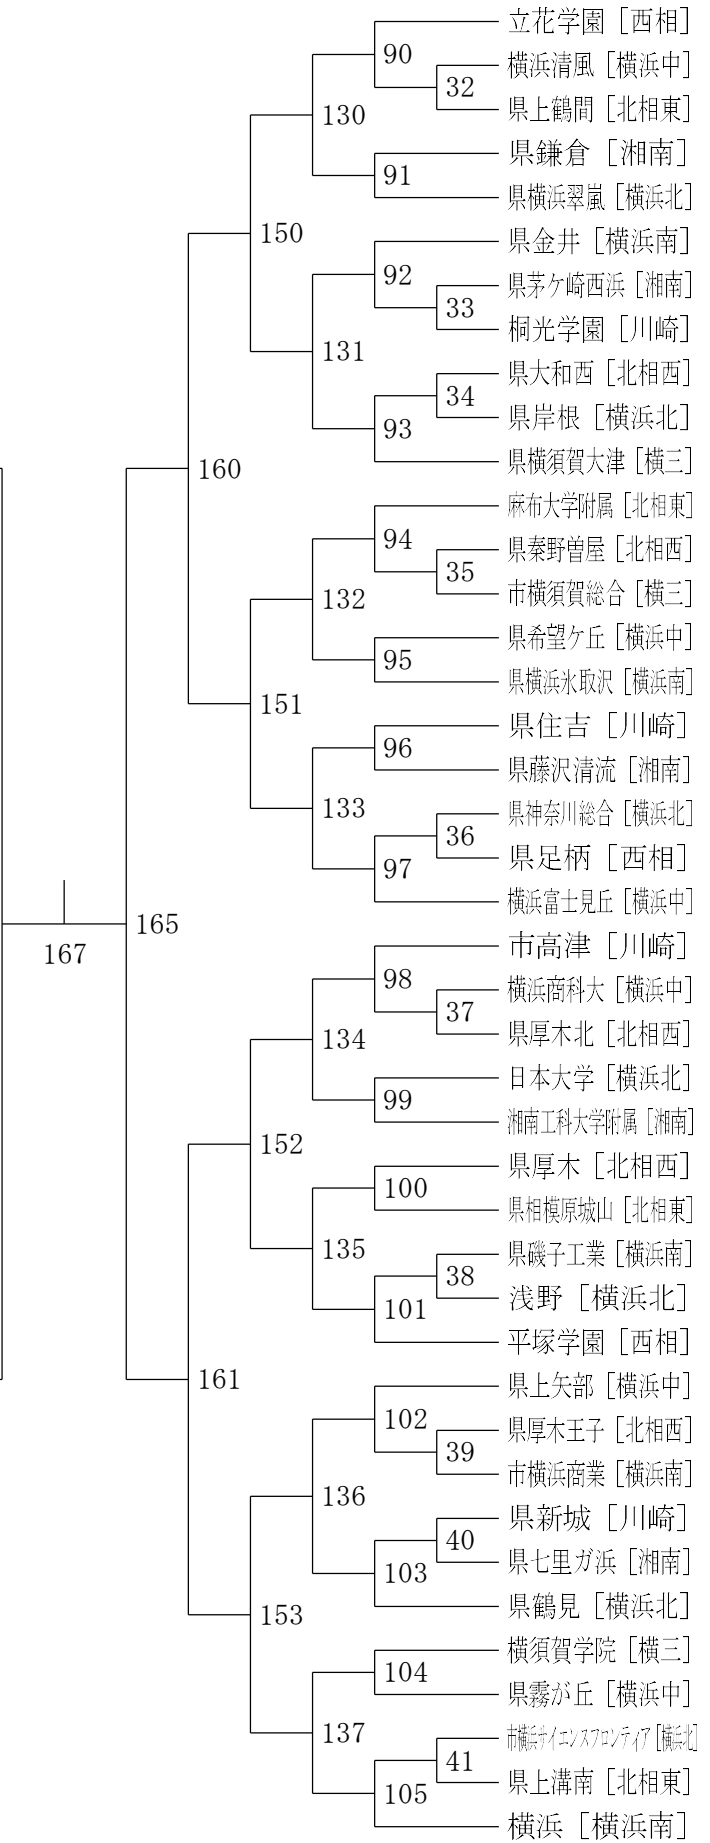 立花学園［西相］
90
横浜清風［横浜中］
32
県上鶴間［北相東］
130
県鎌倉［湘南］
91
県横浜翠嵐［横浜北］
150
県金井［横浜南］
92
県茅ケ崎西浜［湘南］
33
桐光学園［川崎］
131
県大和西［北相西］
34
県岸根［横浜北］
93
県横須賀大津［横三］
160
麻布大学附属［北相東］
94
県秦野曽屋［北相西］
35
市横須賀総合［横三］
132
県希望ケ丘［横浜中］
95
県横浜氷取沢［横浜南］
151
県住吉［川崎］
96
県藤沢清流［湘南］
133
県神奈川総合［横浜北］
36
県足柄［西相］
97
横浜富士見丘［横浜中］
165
167
市高津［川崎］
98
横浜商科大［横浜中］
37
県厚木北［北相西］
134
日本大学［横浜北］
99
湘南工科大学附属［湘南］
152
県厚木［北相西］
100
県相模原城山［北相東］
135
県磯子工業［横浜南］
38
浅野［横浜北］
101
平塚学園［西相］
161
県上矢部［横浜中］
102
県厚木王子［北相西］
39
市横浜商業［横浜南］
136
県新城［川崎］
40
県七里ガ浜［湘南］
103
県鶴見［横浜北］
153
横須賀学院［横三］
104
県霧が丘［横浜中］
137
市横浜サイエンスフロンティア［横浜北］
41
県上溝南［北相東］
105
横浜［横浜南］